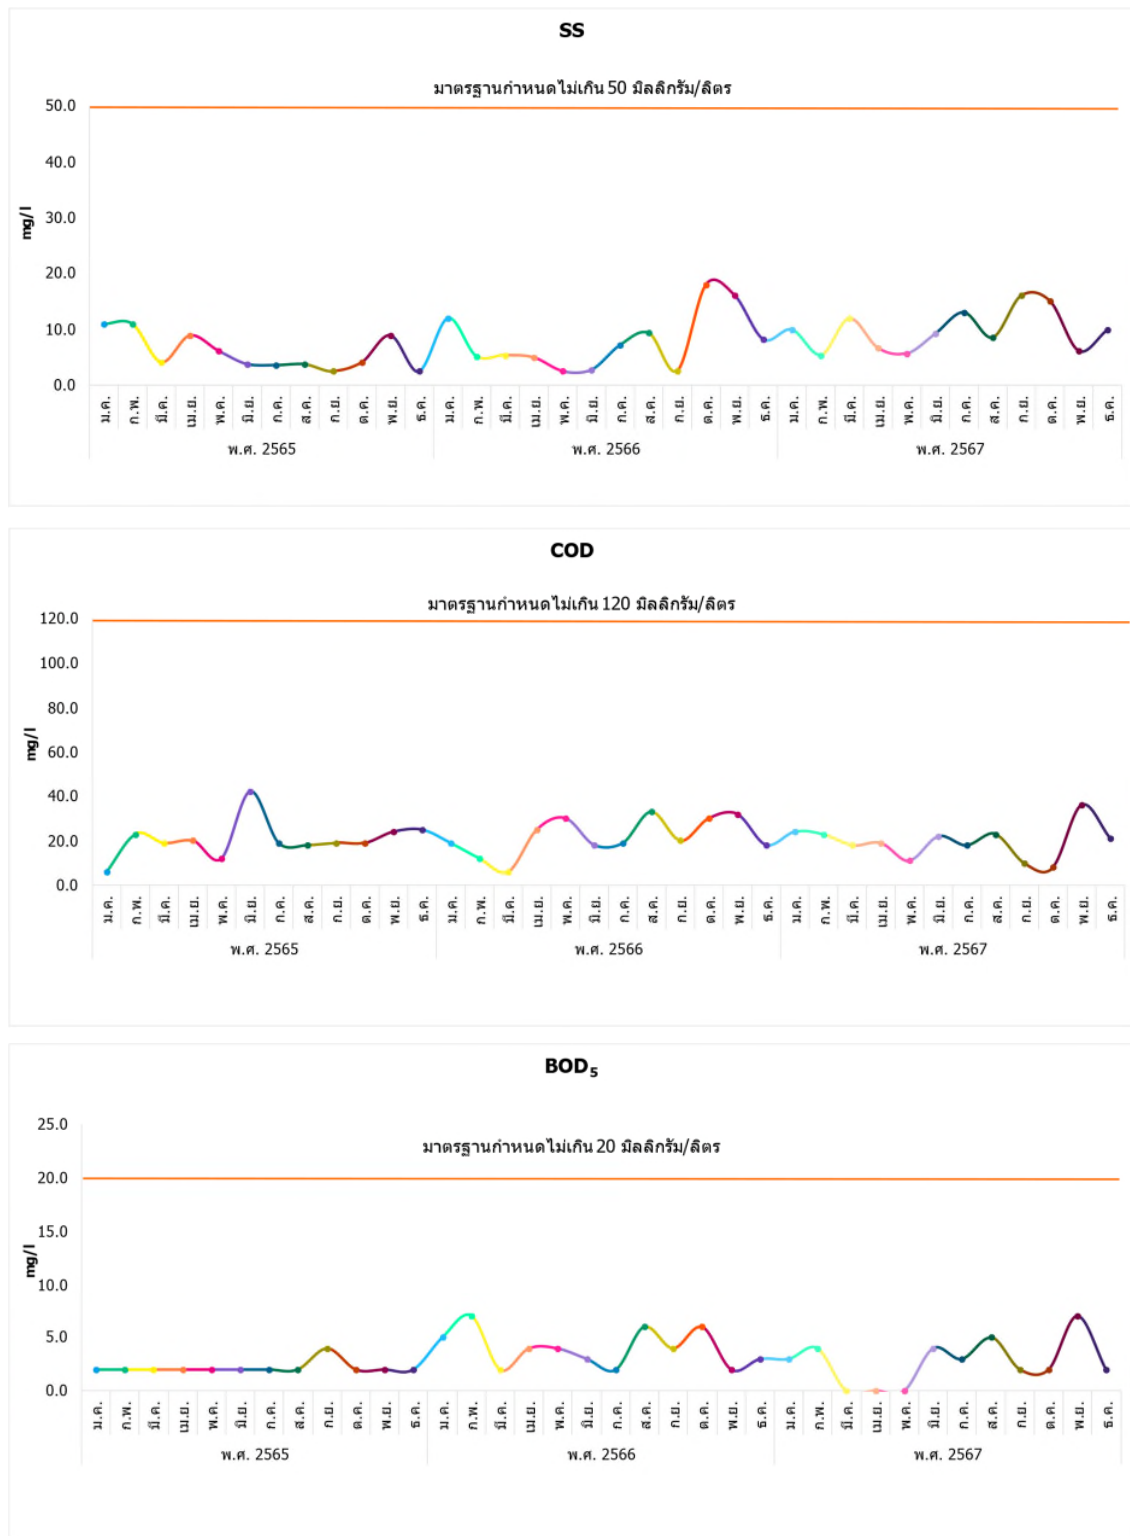 SS
มาตรฐานกำหนดไม่เกิน 50 มิลลิกรัม/ลิตร
50.0
40.0
30.0
20.0
10.0
0.0
mg/l
ม.ค. ก.พ. มี.ค. เม.ย. พ.ค. มิ.ย. ก.ค. ส.ค. ก.ย. ต.ค. พ.ย. ธ.ค. ม.ค. ก.พ. มี.ค. เม.ย. พ.ค. มิ.ย. ก.ค. ส.ค. ก.ย. ต.ค. พ.ย. ธ.ค. ม.ค. ก.พ. มี.ค. เม.ย. พ.ค. มิ.ย. ก.ค. ส.ค. ก.ย. ต.ค. พ.ย. ธ.ค.
พ.ศ. 2565 พ.ศ. 2566 พ.ศ. 2567
COD
มาตรฐานกำหนดไม่เกิน 120 มิลลิกรัม/ลิตร
120.0
100.0
80.0
60.0
40.0
20.0
0.0
mg/l
ม.ค. ก.พ. มี.ค. เม.ย. พ.ค. มิ.ย. ก.ค. ส.ค. ก.ย. ต.ค. พ.ย. ธ.ค. ม.ค. ก.พ. มี.ค. เม.ย. พ.ค. มิ.ย. ก.ค. ส.ค. ก.ย. ต.ค. พ.ย. ธ.ค. ม.ค. ก.พ. มี.ค. เม.ย. พ.ค. มิ.ย. ก.ค. ส.ค. ก.ย. ต.ค. พ.ย. ธ.ค.
พ.ศ. 2565 พ.ศ. 2566 พ.ศ. 2567
BOD₅
25.0
มาตรฐานกำหนดไม่เกิน 20 มิลลิกรัม/ลิตร
20.0
15.0
10.0
5.0
0.0
mg/l
ม.ค. ก.พ. มี.ค. เม.ย. พ.ค. มิ.ย. ก.ค. ส.ค. ก.ย. ต.ค. พ.ย. ธ.ค. ม.ค. ก.พ. มี.ค. เม.ย. พ.ค. มิ.ย. ก.ค. ส.ค. ก.ย. ต.ค. พ.ย. ธ.ค. ม.ค. ก.พ. มี.ค. เม.ย. พ.ค. มิ.ย. ก.ค. ส.ค. ก.ย. ต.ค. พ.ย. ธ.ค.
พ.ศ. 2565 พ.ศ. 2566 พ.ศ. 2567